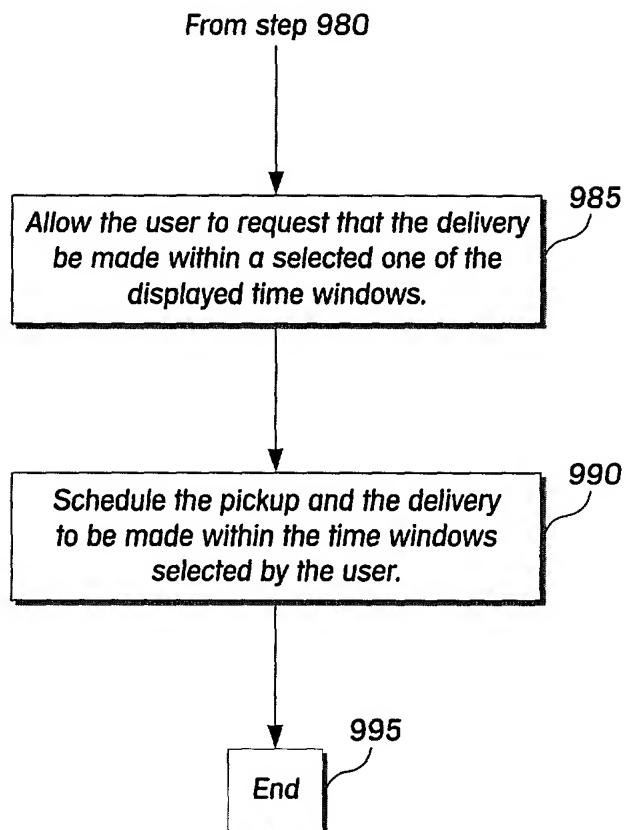 From step 980
985
Allow the user to request that the delivery
be made within a selected one of the
displayed time windows.
990
Schedule the pickup and the delivery
to be made within the time windows
selected by the user.
995
End